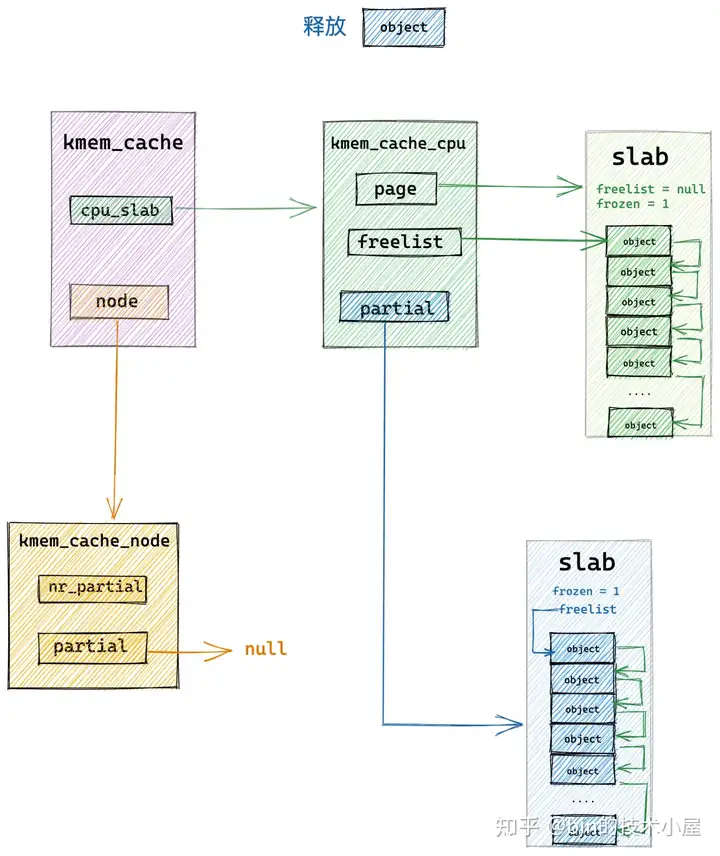 释放 object
kmem_cache
cpu_slab
node
kmem_cache_cpu
page
freelist
partial
slab
freelist = null
frozen = 1
object
object
object
object
object
....
object
kmem_cache_node
nr_partial
partial
null
slab
frozen = 1
freelist
object
object
object
object
object
....
object
知乎 @bin的技术小屋